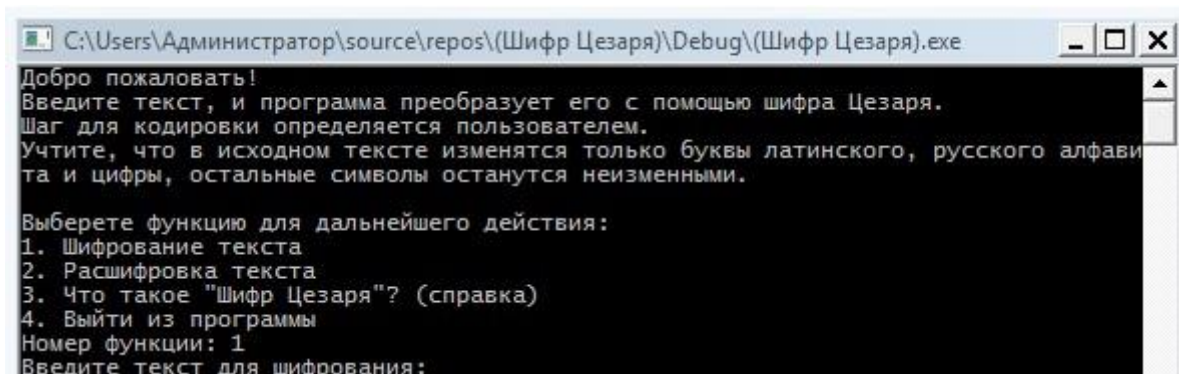 C:\Users\Администратор\source\repos\(Шифр Цезаря)\Debug\(Шифр Цезаря).exe
Добро пожаловать!
Введите текст, и программа преобразует его с помощью шифра Цезаря.
Шаг для кодировки определяется пользователем.
Учтите, что в исходном тексте изменятся только буквы латинского, русского алфави
та и цифры, остальные символы останутся неизменными.
Выберете функцию для дальнейшего действия:
1. Шифрование текста
2. Расшифровка текста
3. Что такое "Шифр Цезаря"? (справка)
4. Выйти из программы
Номер функции: 1
Введите текст для шифрования: